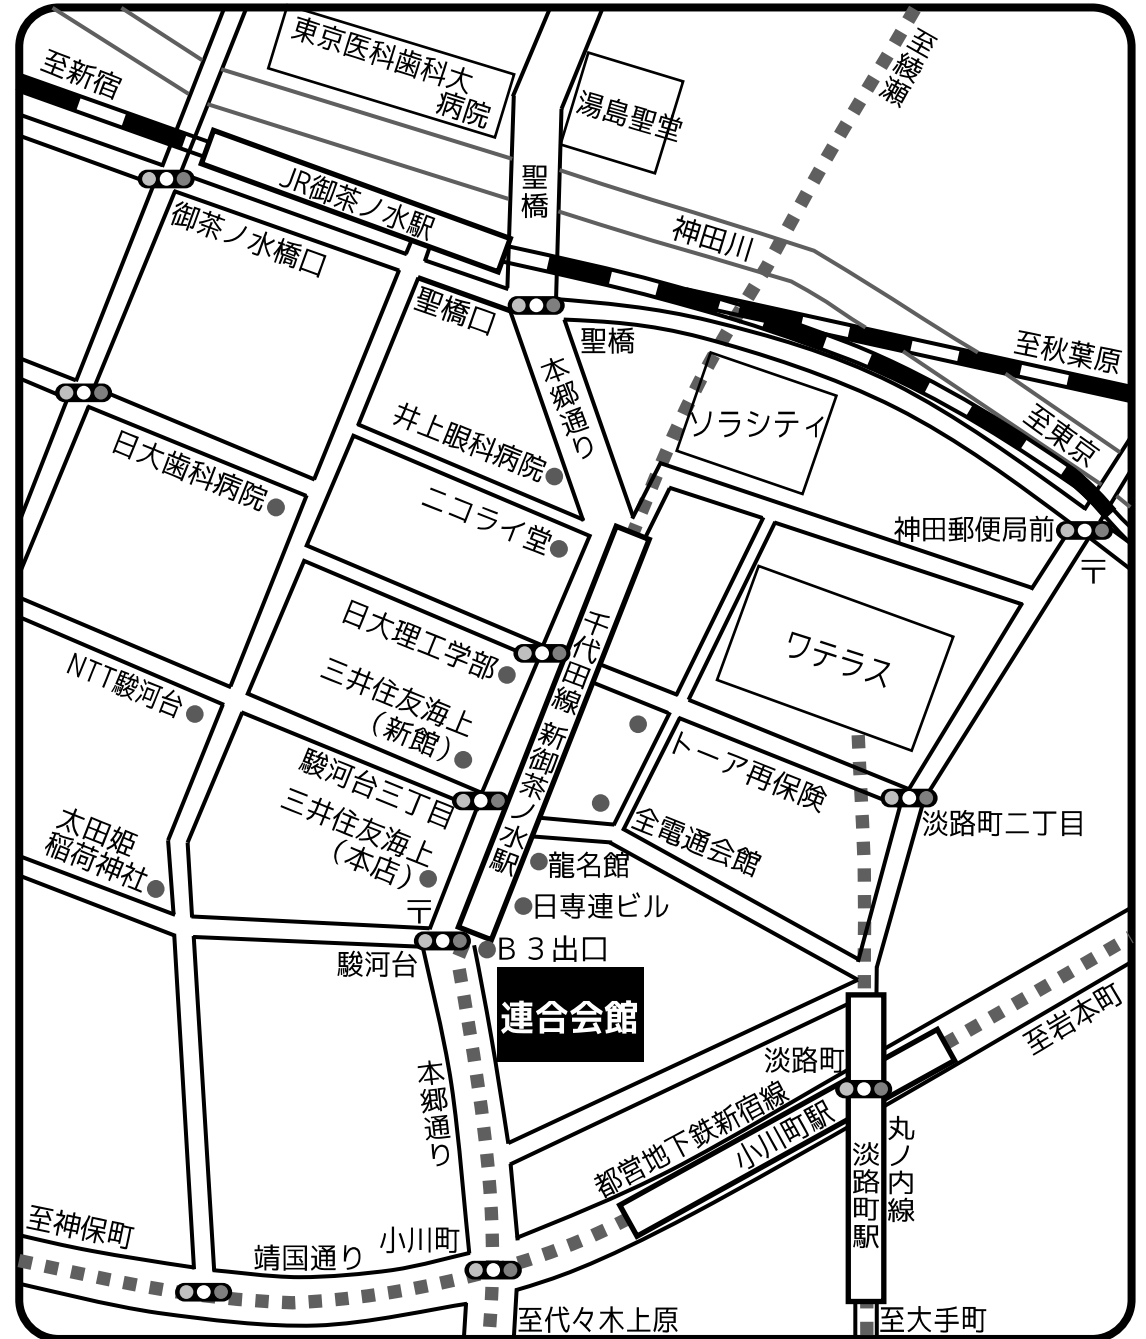 東京医科歯科大
病院
至綾瀬
至新宿
湯島聖堂
聖橋
JR御茶ノ水駅
神田川
御茶ノ水橋口
聖橋口
聖橋
至秋葉原
本郷通り
井上眼科病院
ソラシティ
至東京
日大歯科病院
ニコライ堂
神田郵便局前
〒
千代田線 新御茶ノ水駅
日大理工学部
ワテラス
三井住友海上
（新館）
NTT駿河台
トーア再保険
駿河台三丁目
三井住友海上
（本店）
〒
全電通会館
淡路町二丁目
太田姫
稲荷神社
龍名館
日専連ビル
B3出口
駿河台
連合会館
至岩本町
淡路町
本郷通り
都営地下鉄新宿線
小川町駅
淡路町駅
丸ノ内線
至神保町
靖国通り
小川町
至代々木上原
至大手町